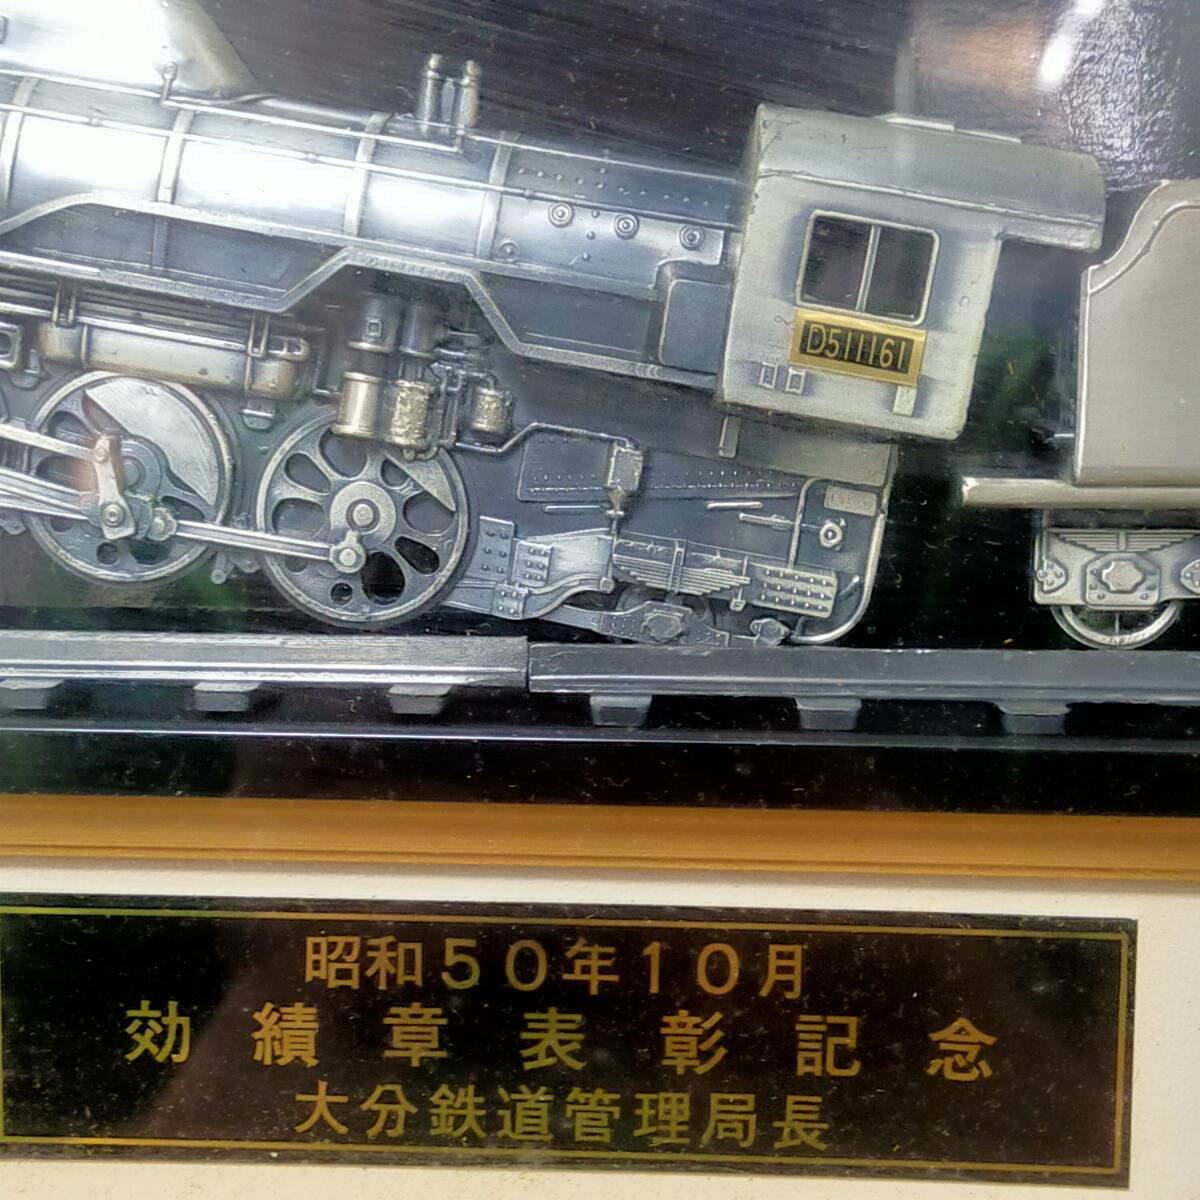 D511161
昭和50年10月
効績章表彰記念
大分鉄道管理局長